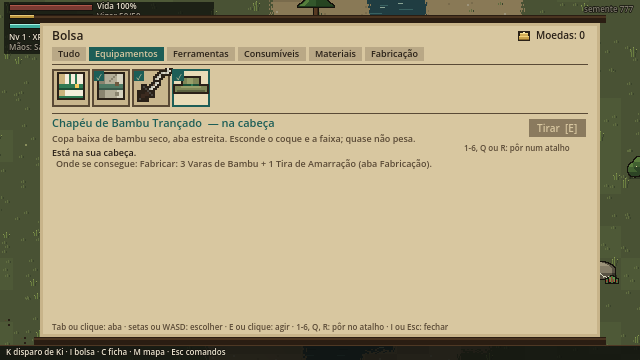 Vida 100%
semente 777
Bolsa
Moedas: 0
Tudo
Equipamentos
Ferramentas
Consumíveis
Materiais
Fabricação
Chapéu de Bambu Trançado — na cabeça
Tirar [E]
Copa baixa de bambu seco, aba estreita. Esconde o coque e a faixa; quase não pesa.
1-6, Q ou R: pôr num atalho
Está na sua cabeça.
Onde se consegue: Fabricar: 3 Varas de Bambu + 1 Tira de Amarração (aba Fabricação).
Tab ou clique: aba · setas ou WASD: escolher · E ou clique: agir · 1-6, Q, R: pôr no atalho · I ou Esc: fechar
K disparo de Ki · I bolsa · C ficha · M mapa · Esc comandos